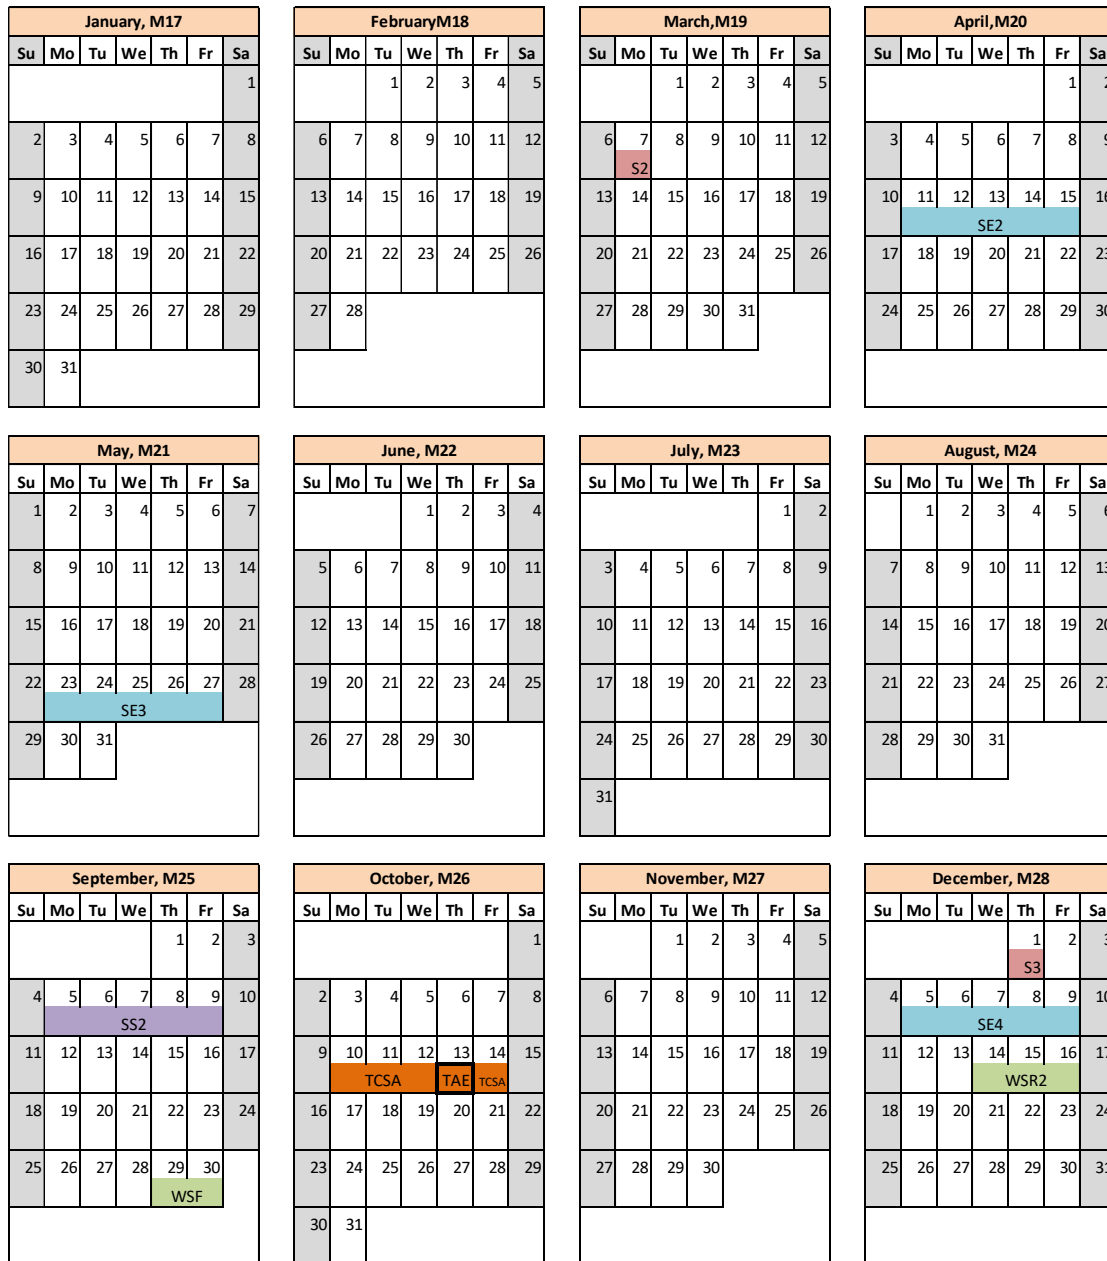 January, M17
Su Mo Tu We Th Fr Sa
1
2 3 4 5 6 7 8
9 10 11 12 13 14 15
16 17 18 19 20 21 22
23 24 25 26 27 28 29
30 31
FebruaryM18
Su Mo Tu We Th Fr Sa
1 2 3 4 5
6 7 8 9 10 11 12
13 14 15 16 17 18 19
20 21 22 23 24 25 26
27 28
March,M19
Su Mo Tu We Th Fr Sa
1 2 3 4 5
6 7 8 9 10 11 12
S2
13 14 15 16 17 18 19
20 21 22 23 24 25 26
27 28 29 30 31
April,M20
Su Mo Tu We Th Fr Sa
1 2
3 4 5 6 7 8 9
10 11 12 13 14 15 16
SE2
17 18 19 20 21 22 23
24 25 26 27 28 29 30
May, M21
Su Mo Tu We Th Fr Sa
1 2 3 4 5 6 7
8 9 10 11 12 13 14
15 16 17 18 19 20 21
22 23 24 25 26 27 28
SE3
29 30 31
June, M22
Su Mo Tu We Th Fr Sa
1 2 3 4
5 6 7 8 9 10 11
12 13 14 15 16 17 18
19 20 21 22 23 24 25
26 27 28 29 30
July, M23
Su Mo Tu We Th Fr Sa
1 2
3 4 5 6 7 8 9
10 11 12 13 14 15 16
17 18 19 20 21 22 23
24 25 26 27 28 29 30
31
August, M24
Su Mo Tu We Th Fr Sa
1 2 3 4 5 6
7 8 9 10 11 12 13
14 15 16 17 18 19 20
21 22 23 24 25 26 27
28 29 30 31
September, M25
Su Mo Tu We Th Fr Sa
1 2 3
4 5 6 7 8 9 10
SS2
11 12 13 14 15 16 17
18 19 20 21 22 23 24
25 26 27 28 29 30
WSF
October, M26
Su Mo Tu We Th Fr Sa
1
2 3 4 5 6 7 8
9 10 11 12 13 14 15
TCSA TAE TCSA
16 17 18 19 20 21 22
23 24 25 26 27 28 29
30 31
November, M27
Su Mo Tu We Th Fr Sa
1 2 3 4 5
6 7 8 9 10 11 12
13 14 15 16 17 18 19
20 21 22 23 24 25 26
27 28 29 30
December, M28
Su Mo Tu We Th Fr Sa
1 2 3
S3
4 5 6 7 8 9 10
SE4
11 12 13 14 15 16 17
WSR2
18 19 20 21 22 23 24
25 26 27 28 29 30 31